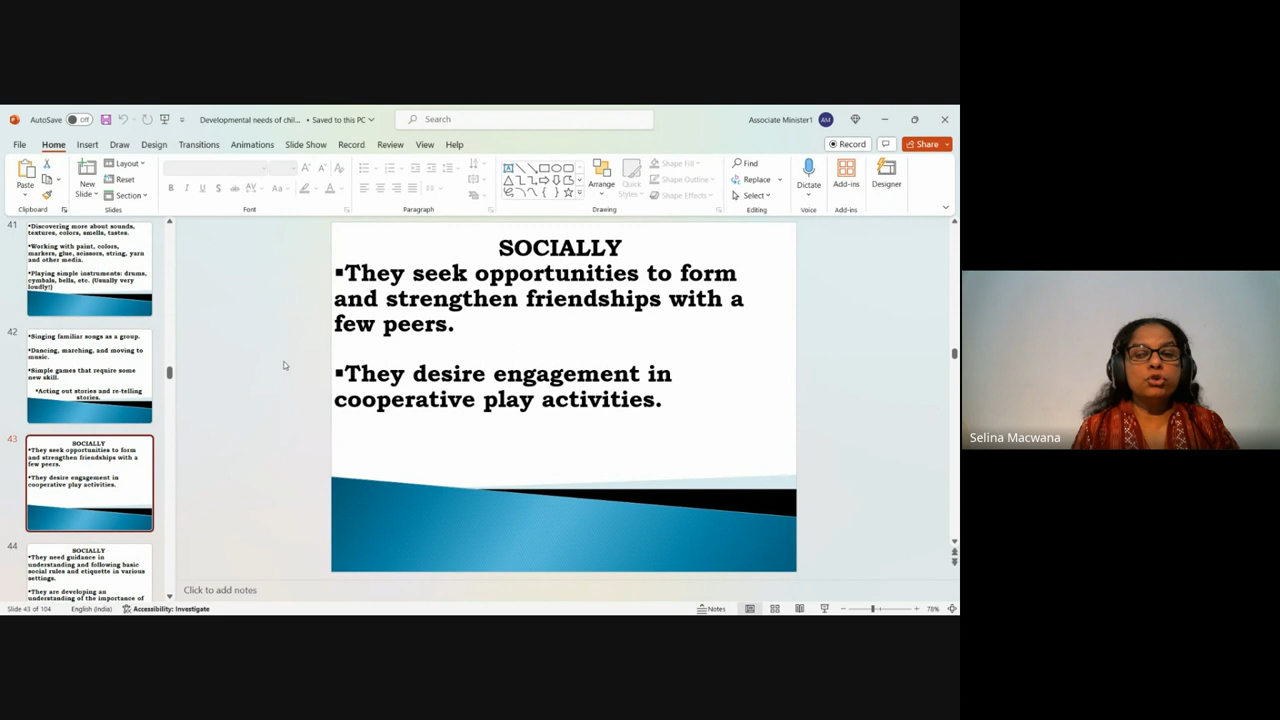 AutoSave Off Developmental needs of chil... • Saved to this PC Search Associate Minister1 AM
File Home Insert Draw Design Transitions Animations Slide Show Record Review View Help Record Share
Paste New Slide Layout Reset Section Arrange Quick Styles Shape Fill Shape Outline Shape Effects Find Replace Select Dictate Add-ins Designer
Clipboard Slides Font Paragraph Drawing Editing Voice Add-ins
41
▪Discovering more about sounds,
textures, colors, smells, tastes.
▪Working with paint, colors,
markers, glue, scissors, string, yarn
and other media.
▪Playing simple instruments: drums,
cymbals, bells, etc. (Usually very
loudly!)
42
▪Singing familiar songs as a group.
▪Dancing, marching, and moving to
music.
▪Simple games that require some
new skill.
▪Acting out stories and re-telling
stories.
43
SOCIALLY
▪They seek opportunities to form
and strengthen friendships with a
few peers.
▪They desire engagement in
cooperative play activities.
44
SOCIALLY
▪They need guidance in
understanding and following basic
social rules and etiquette in various
settings.
▪They are developing an
understanding of the importance of
SOCIALLY
▪They seek opportunities to form
and strengthen friendships with a
few peers.
▪They desire engagement in
cooperative play activities.
Click to add notes
Slide 43 of 104 English (India) Accessibility: Investigate Notes 78%
Selina Macwana